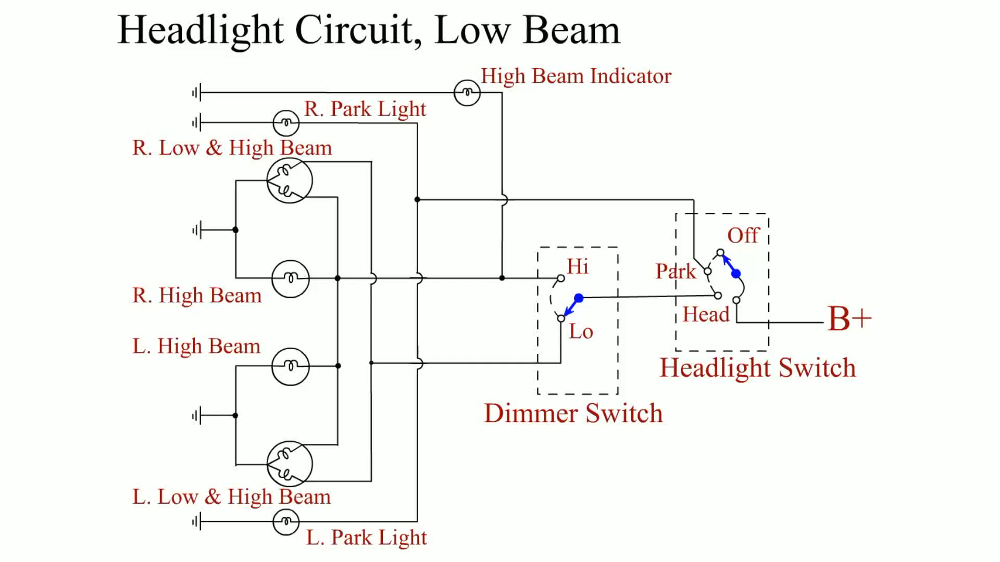 Headlight Circuit, Low Beam
High Beam Indicator
R. Park Light
R. Low & High Beam
Off
Hi
Park
R. High Beam
Head
B+
Lo
L. High Beam
Headlight Switch
Dimmer Switch
L. Low & High Beam
L. Park Light